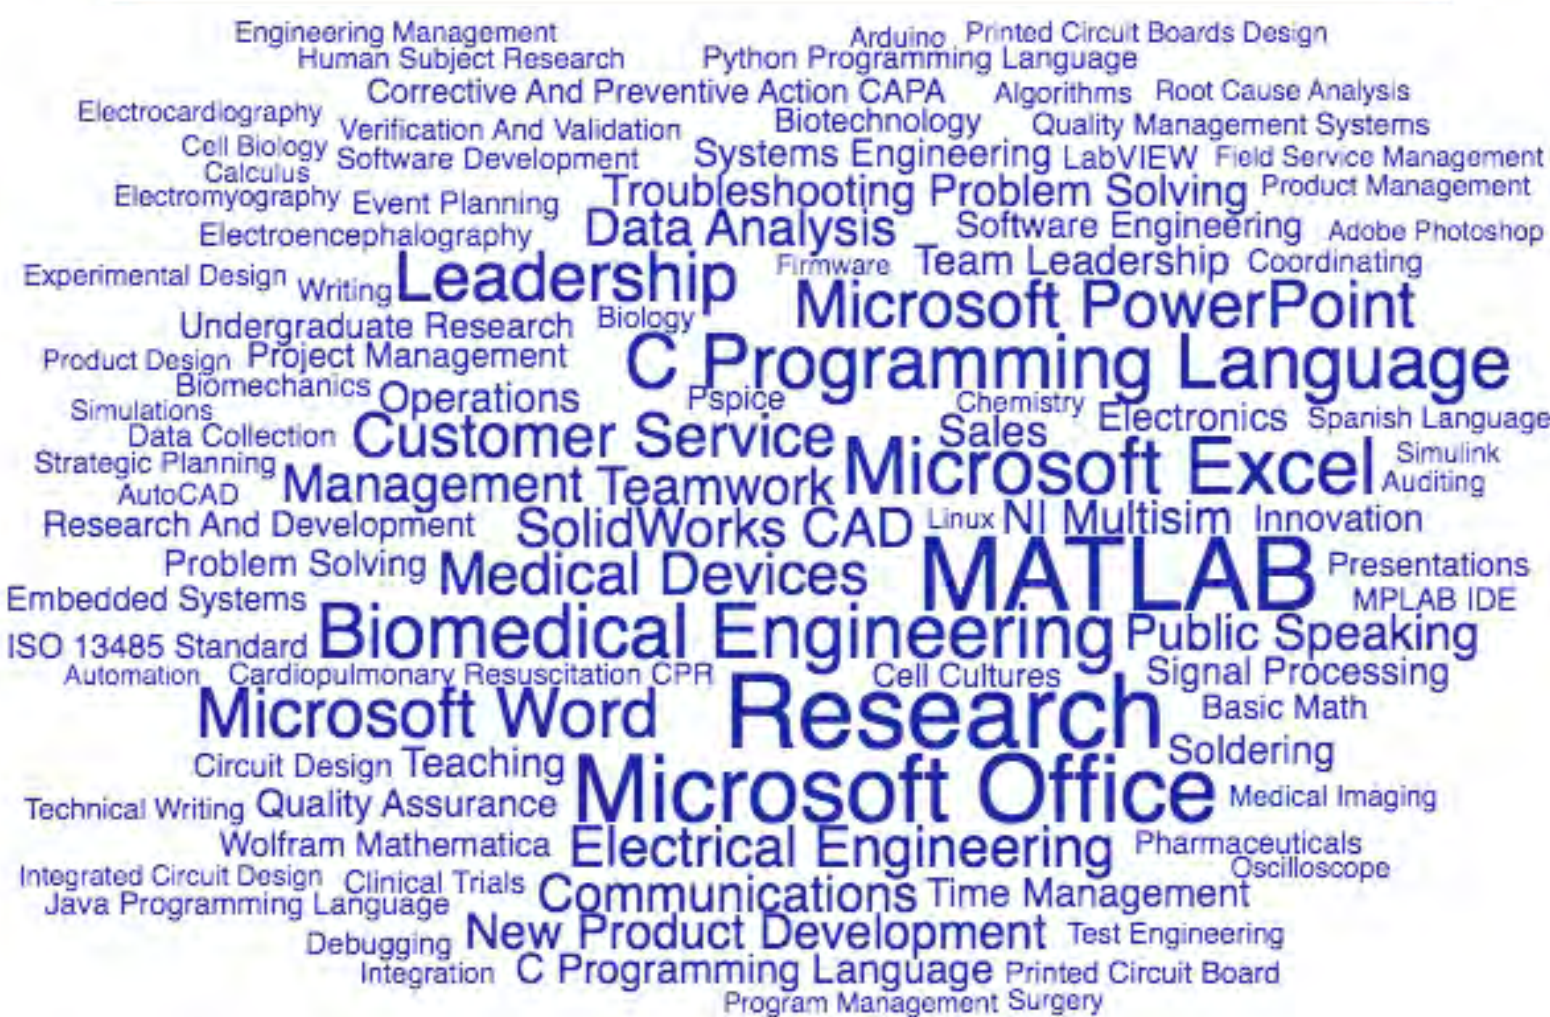 Engineering Management
Arduino
Printed Circuit Boards Design
Human Subject Research
Python Programming Language
Corrective And Preventive Action CAPA
Algorithms
Root Cause Analysis
Electrocardiography
Verification And Validation
Biotechnology
Quality Management Systems
Cell Biology
Software Development
Systems Engineering
LabVIEW
Field Service Management
Calculus
Electromyography
Event Planning
Troubleshooting Problem Solving
Product Management
Electroencephalography
Data Analysis
Software Engineering
Adobe Photoshop
Experimental Design
Writing
Leadership
Firmware
Team Leadership
Coordinating
Microsoft PowerPoint
Undergraduate Research
Biology
Product Design
Project Management
C Programming Language
Biomechanics
Operations
Pspice
Chemistry
Electronics
Spanish Language
Simulations
Data Collection
Customer Service
Sales
Microsoft Excel
Simulink
Strategic Planning
Management
Teamwork
Auditing
AutoCAD
Research And Development
SolidWorks CAD
Linux
NI Multisim
Innovation
Problem Solving
Medical Devices
MATLAB
Presentations
Embedded Systems
MPLAB IDE
ISO 13485 Standard
Biomedical Engineering
Public Speaking
Automation
Cardiopulmonary Resuscitation CPR
Cell Cultures
Signal Processing
Microsoft Word
Research
Basic Math
Circuit Design
Teaching
Soldering
Technical Writing
Quality Assurance
Microsoft Office
Medical Imaging
Wolfram Mathematica
Electrical Engineering
Pharmaceuticals
Oscilloscope
Integrated Circuit Design
Clinical Trials
Communications
Time Management
Java Programming Language
Debugging
New Product Development
Test Engineering
Integration
C Programming Language
Printed Circuit Board
Program Management
Surgery